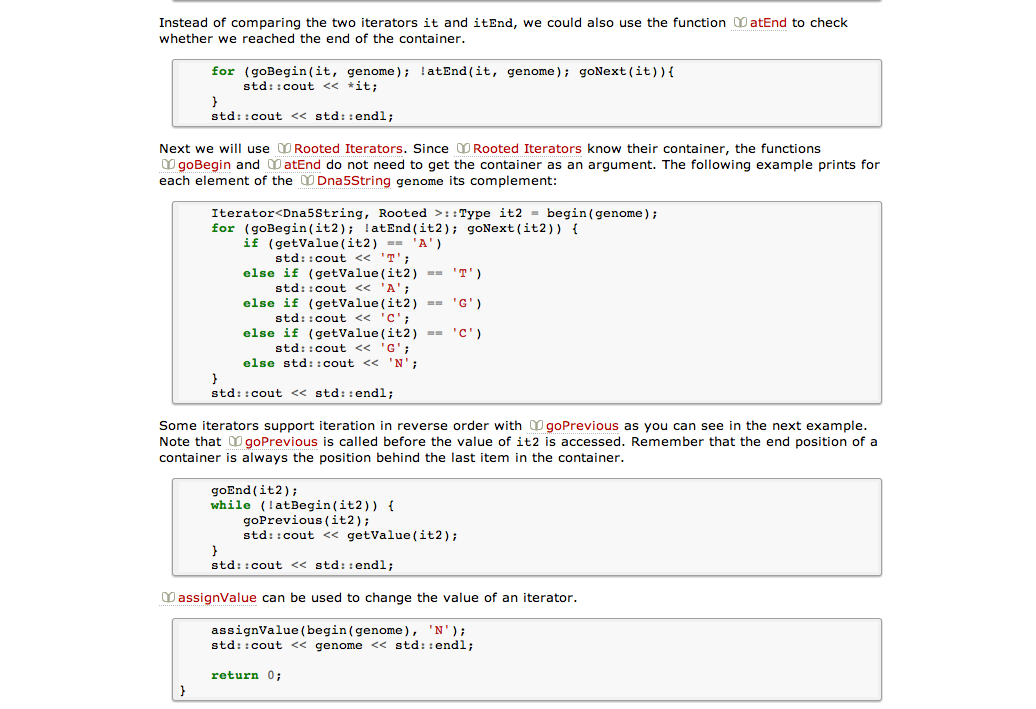 Instead of comparing the two iterators it and itEnd, we could also use the function atEnd to check
whether we reached the end of the container.
for (goBegin(it, genome); !atEnd(it, genome); goNext(it)){
std::cout << *it;
}
std::cout << std::endl;
Next we will use Rooted Iterators. Since Rooted Iterators know their container, the functions
goBegin and atEnd do not need to get the container as an argument. The following example prints for
each element of the Dna5String genome its complement:
Iterator<Dna5String, Rooted >::Type it2 = begin(genome);
for (goBegin(it2); !atEnd(it2); goNext(it2)) {
if (getValue(it2) == 'A')
std::cout << 'T';
else if (getValue(it2) == 'T')
std::cout << 'A';
else if (getValue(it2) == 'G')
std::cout << 'C';
else if (getValue(it2) == 'C')
std::cout << 'G';
else std::cout << 'N';
}
std::cout << std::endl;
Some iterators support iteration in reverse order with goPrevious as you can see in the next example.
Note that goPrevious is called before the value of it2 is accessed. Remember that the end position of a
container is always the position behind the last item in the container.
goEnd(it2);
while (!atBegin(it2)) {
goPrevious(it2);
std::cout << getValue(it2);
}
std::cout << std::endl;
assignValue can be used to change the value of an iterator.
assignValue(begin(genome), 'N');
std::cout << genome << std::endl;
return 0;
}